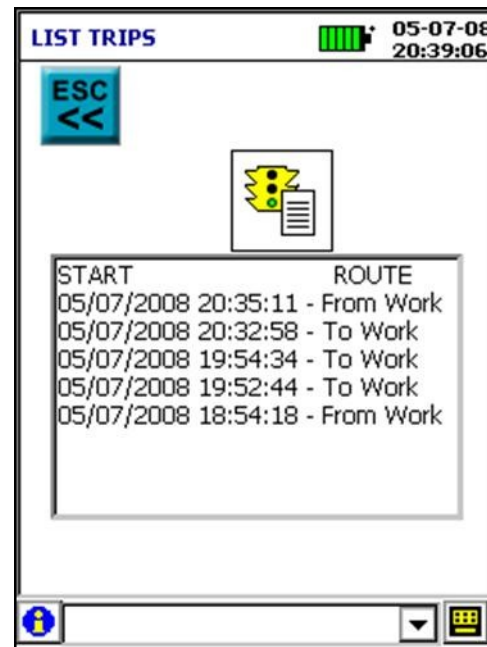 LIST TRIPS
05-07-08
20:39:06
ESC
<<
START ROUTE
05/07/2008 20:35:11 - From Work
05/07/2008 20:32:58 - To Work
05/07/2008 19:54:34 - To Work
05/07/2008 19:52:44 - To Work
05/07/2008 18:54:18 - From Work